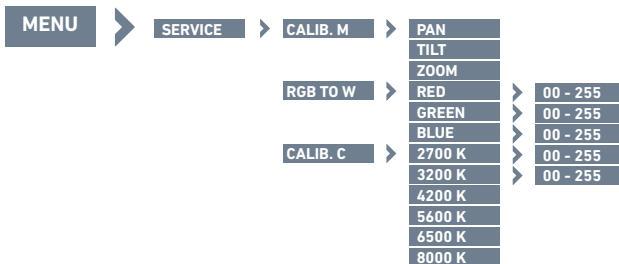 MENU SERVICE CALIB. M PAN
TILT
ZOOM
RGB TO W RED 00 - 255
GREEN 00 - 255
BLUE 00 - 255
CALIB. C 2700 K 00 - 255
3200 K 00 - 255
4200 K
5600 K
6500 K
8000 K